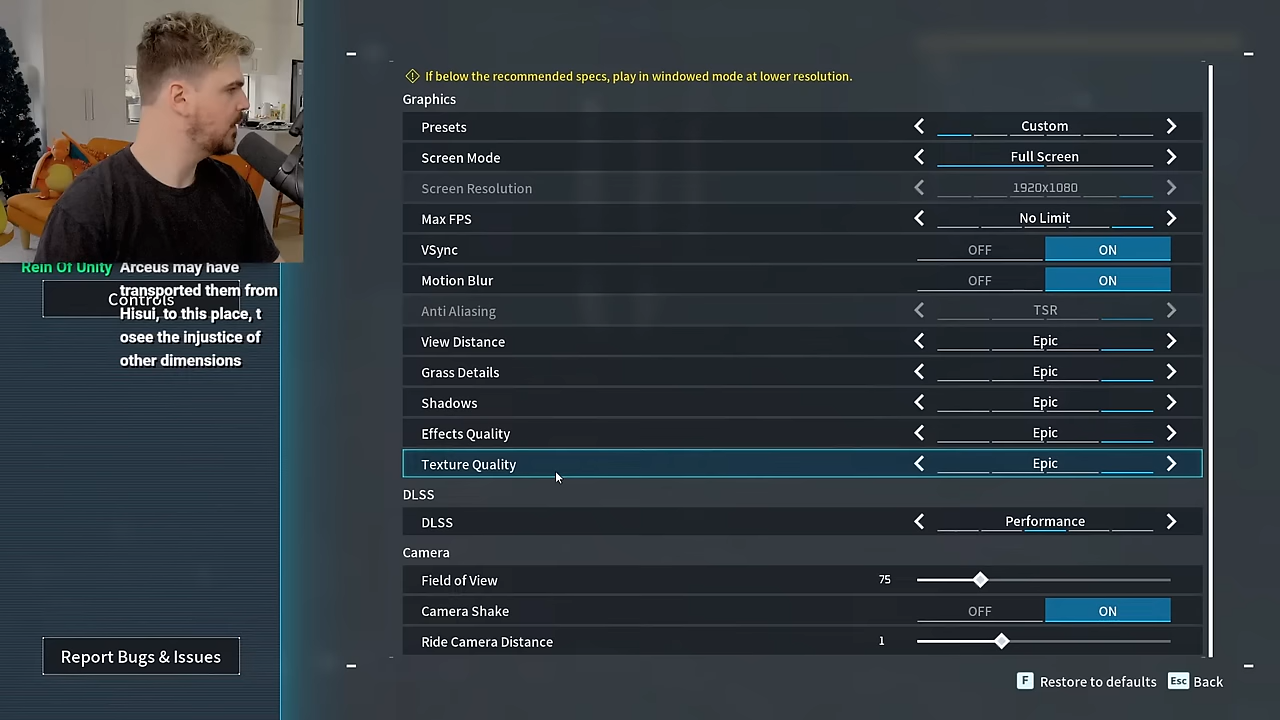 If below the recommended specs, play in windowed mode at lower resolution.
Graphics
Presets Custom
Screen Mode Full Screen
Screen Resolution 1920x1080
Max FPS No Limit
VSync OFF ON
Motion Blur OFF ON
Anti Aliasing TSR
View Distance Epic
Grass Details Epic
Shadows Epic
Effects Quality Epic
Texture Quality Epic
DLSS
DLSS Performance
Camera
Field of View 75
Camera Shake OFF ON
Ride Camera Distance 1
F Restore to defaults Esc Back
Rein Of Unity Arceus may have
transported them from
Hisui, to this place, t
osee the injustice of
other dimensions
Controls
Report Bugs & Issues